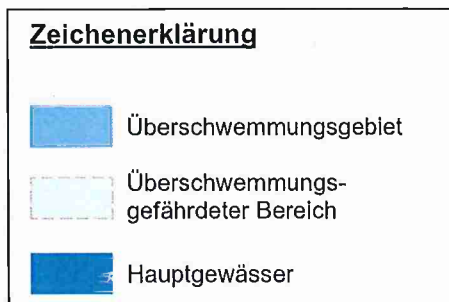 Zeichenerklärung
Überschwemmungsgebiet
Überschwemmungs-
gefährdeter Bereich
Hauptgewässer